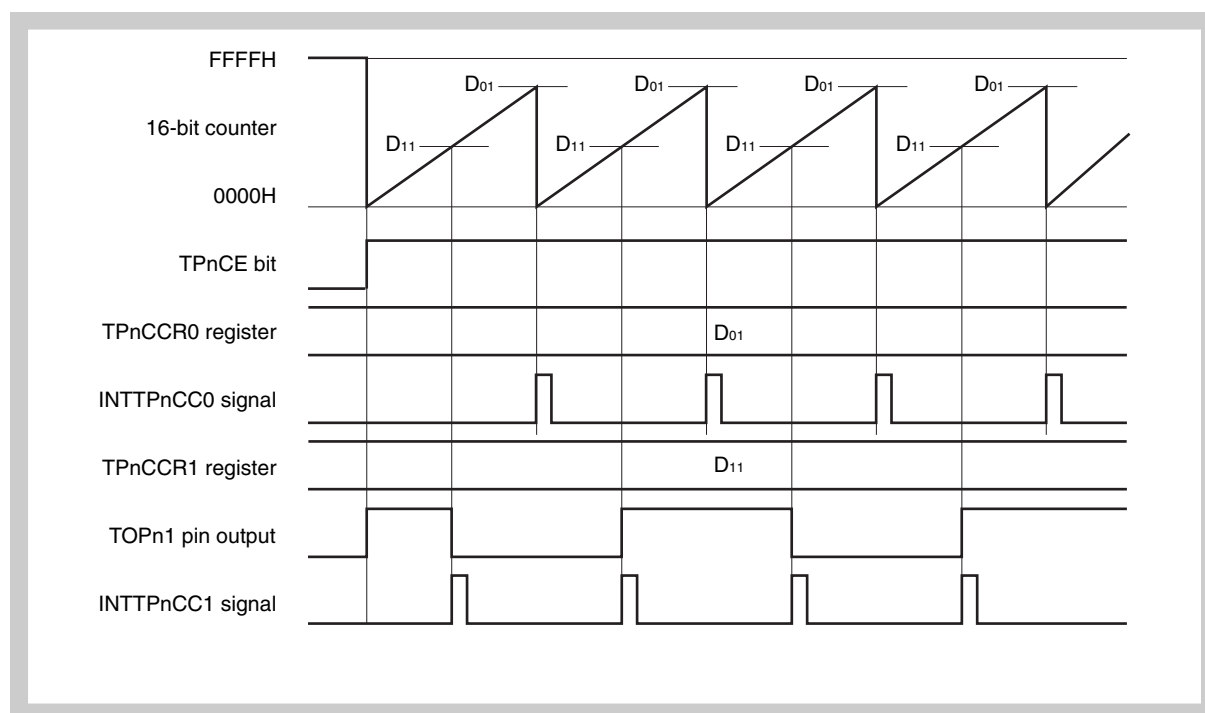 FFFFH
D01 D01 D01 D01
16-bit counter
D11 D11 D11 D11
0000H
TPnCE bit
TPnCCR0 register D01
INTTPnCC0 signal
TPnCCR1 register D11
TOPn1 pin output
INTTPnCC1 signal